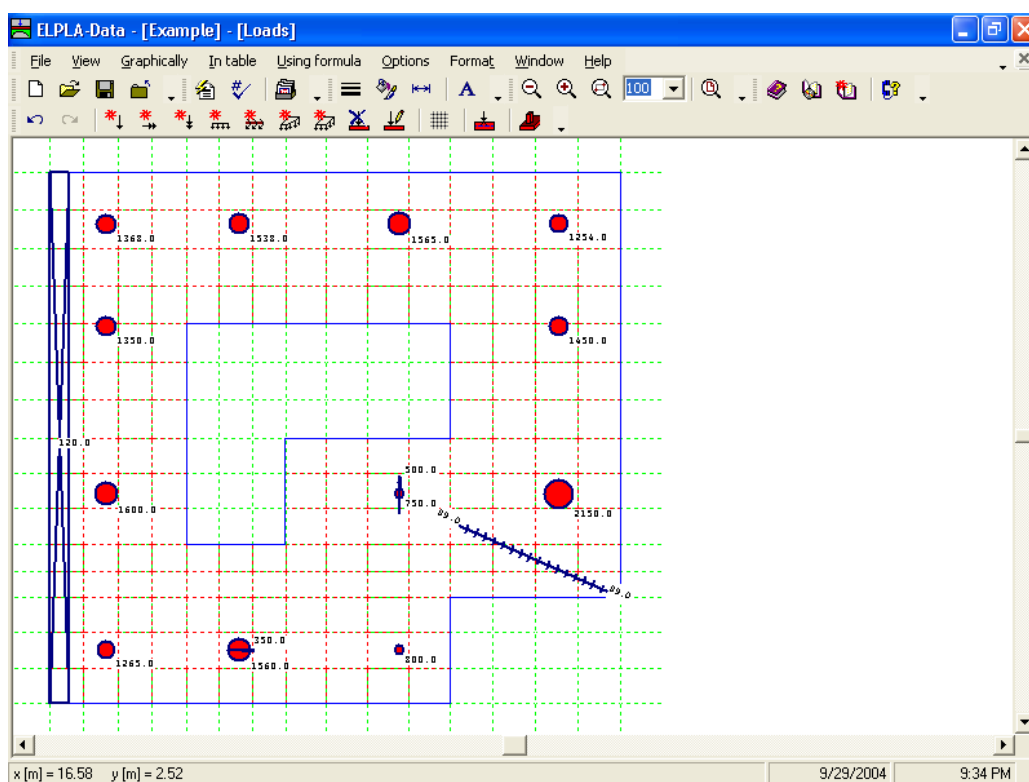 ELPLA-Data - [Example] - [Loads]
File View Graphically In table Using formula Options Format Window Help
A 100
1368.0 1538.0 1565.0 1254.0
1350.0 1450.0
120.0
500.0
1600.0 750.0 89.0 2150.0
89.0
350.0
1265.0 1560.0 800.0
x [m] = 16.58 y [m] = 2.52 9/29/2004 9:34 PM